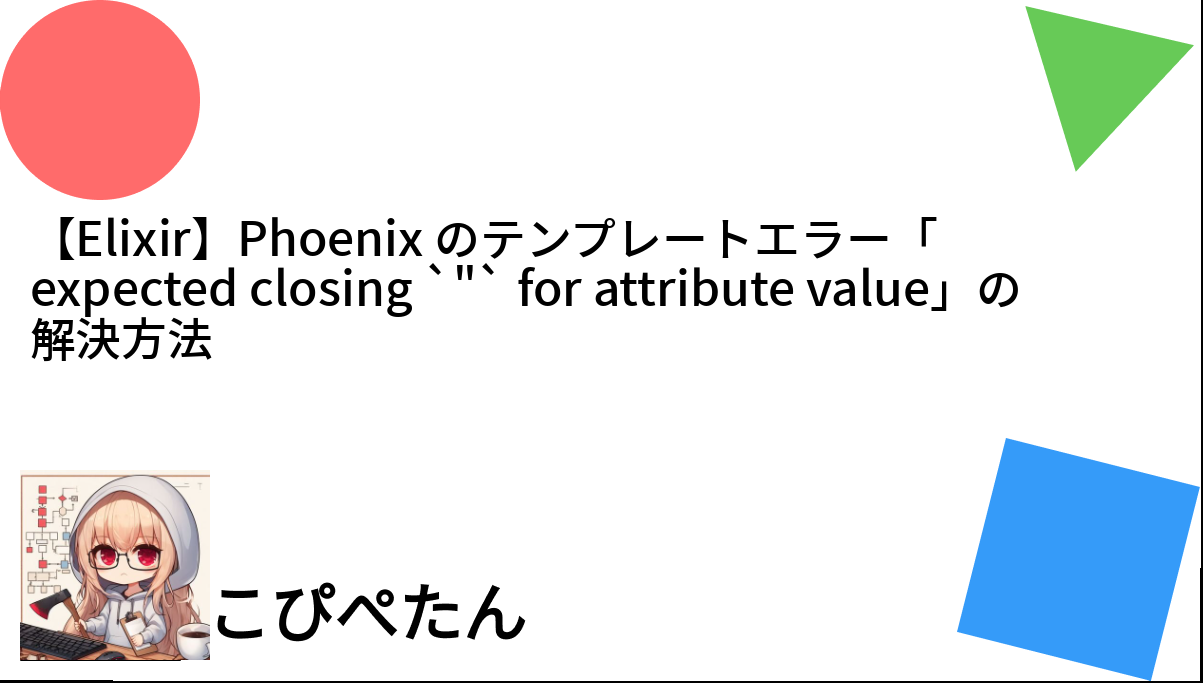 【Elixir】Phoenix のテンプレートエラー「
expected closing `"` for attribute value」の
解決方法
こぴぺたん